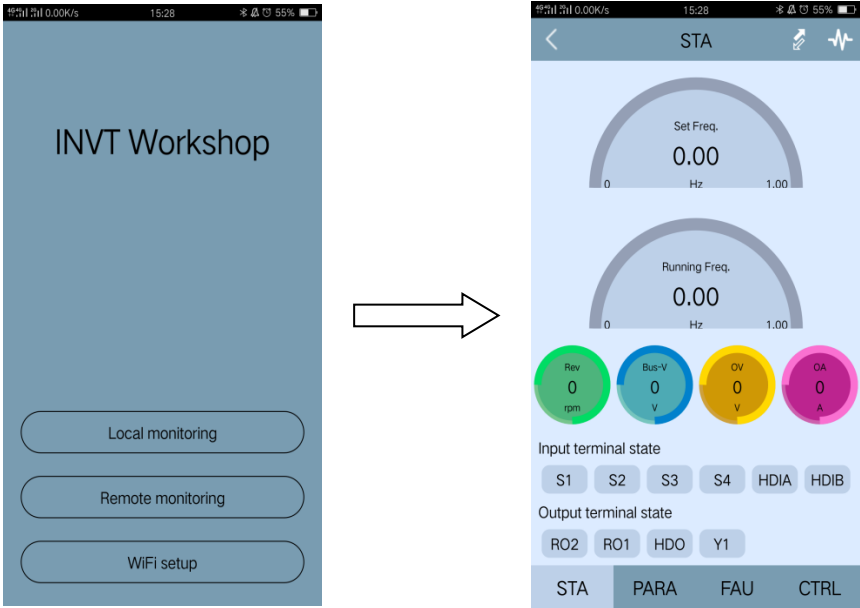 0.00K/s 15:28 55%
INVT Workshop
Local monitoring
Remote monitoring
WiFi setup
0.00K/s 15:28 55%
STA
Set Freq.
0.00
0 Hz 1.00
Running Freq.
0.00
0 Hz 1.00
Rev Bus-V OV OA
0 0 0 0
rpm V V A
Input terminal state
S1 S2 S3 S4 HDIA HDIB
Output terminal state
RO2 RO1 HDO Y1
STA PARA FAU CTRL